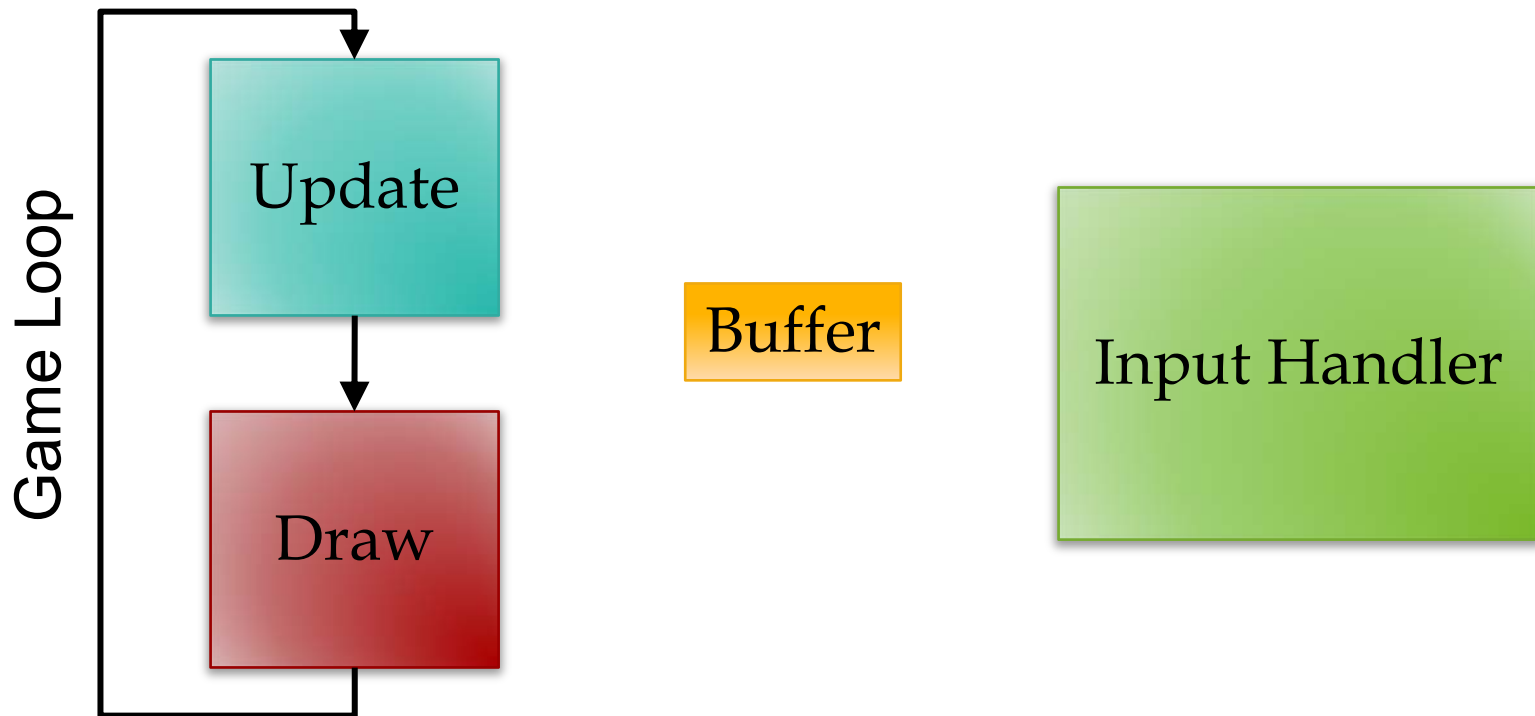 Game Loop
Update
Draw
Buffer
Input Handler